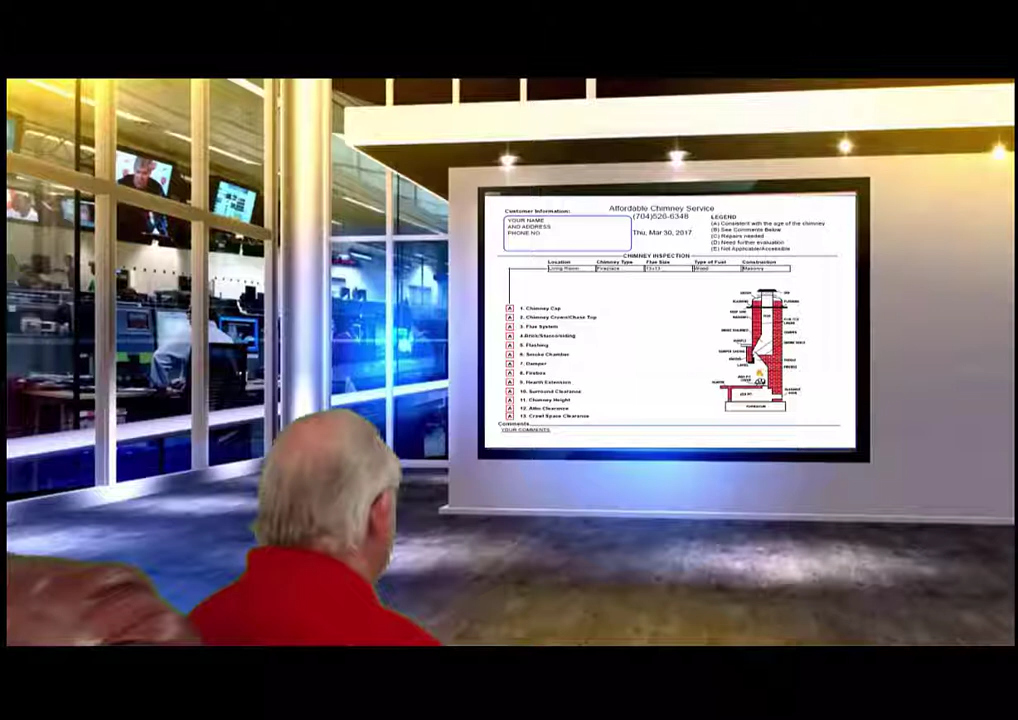 Affordable Chimney Service
Customer Information:
(704)526-6348
LEGEND
YOUR NAME
AND ADDRESS
PHONE NO
Thu, Mar 30, 2017
(A) Consistent with the age of the chimney
(B) See Comments Below
(C) Repairs needed
(D) Need further evaluation
(E) Not Applicable/Accessible
CHIMNEY INSPECTION
Location Chimney Type Flue Size Type of Fuel Construction
Living Room Fireplace 13x13 Wood Masonry
A 1. Chimney Cap
A 2. Chimney Crown/Chase Top
A 3. Flue System
A 4. Brick/Stucco/siding
A 5. Flashing
A 6. Smoke Chamber
A 7. Damper
A 8. Firebox
A 9. Hearth Extension
A 10. Surround Clearance
A 11. Chimney Height
A 12. Attic Clearance
A 13. Crawl Space Clearance
Comments
YOUR COMMENTS